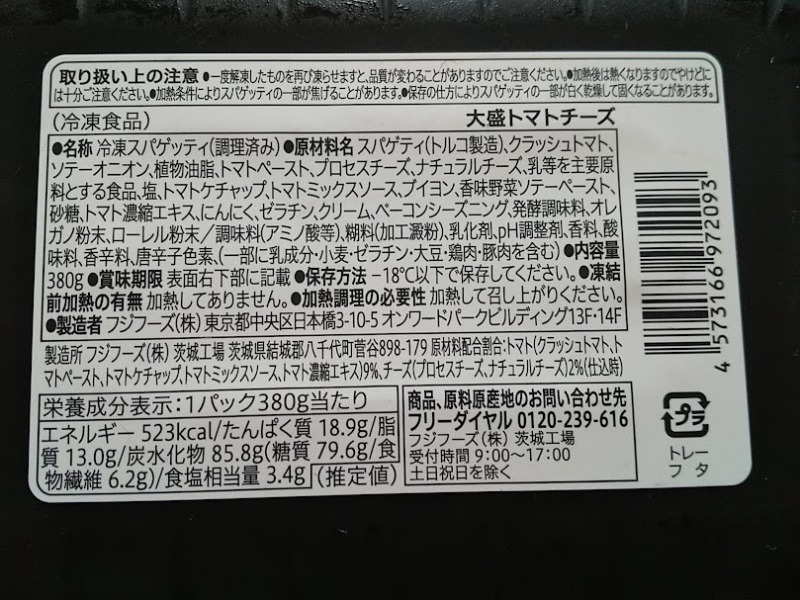 取り扱い上の注意 ●一度解凍したものを再び凍らせますと、品質が変わることがありますのでご注意ください。●加熱後は熱くなりますのでやけどに
は十分ご注意ください。●加熱条件によりスパゲッティの一部が焦げることがあります。●保存の仕方によりスパゲッティの一部が白く乾燥して固くなることがあります。
(冷凍食品) 大盛トマトチーズ
●名称 冷凍スパゲッティ(調理済み) ●原材料名 スパゲティ(トルコ製造)、クラッシュトマト、
ソテーオニオン、植物油脂、トマトペースト、プロセスチーズ、ナチュラルチーズ、乳等を主要原
料とする食品、塩、トマトケチャップ、トマトミックスソース、ブイヨン、香味野菜ソテーペースト、
砂糖、トマト濃縮エキス、にんにく、ゼラチン、クリーム、ベーコンシーズニング、発酵調味料、オレ
ガノ粉末、ローレル粉末／調味料(アミノ酸等)、糊料(加工澱粉)、乳化剤、pH調整剤、香料、酸
味料、香辛料、唐辛子色素、(一部に乳成分・小麦・ゼラチン・大豆・鶏肉・豚肉を含む) ●内容量
380g ●賞味期限 表面右下部に記載 ●保存方法 −18℃以下で保存してください。●凍結
前加熱の有無 加熱してありません。●加熱調理の必要性 加熱して召し上がりください。
●製造者 フジフーズ(株) 東京都中央区日本橋3-10-5 オンワードパークビルディング13F・14F
製造所 フジフーズ(株) 茨城工場 茨城県結城郡八千代町菅谷898-179 原材料配合割合:トマト(クラッシュトマト、ト
マトペースト、トマトケチャップ、トマトミックスソース、トマト濃縮エキス)9%、チーズ(プロセスチーズ、ナチュラルチーズ)2%(仕込時)
栄養成分表示:1パック380g当たり
エネルギー 523kcal/たんぱく質 18.9g/脂
質 13.0g/炭水化物 85.8g(糖質 79.6g/食
物繊維 6.2g)/食塩相当量 3.4g (推定値)
商品、原料原産地のお問い合わせ先
フリーダイヤル 0120-239-616
フジフーズ(株) 茨城工場
受付時間 9:00〜17:00
土日祝日を除く
4 573166 972093
プラ
トレー
フタ